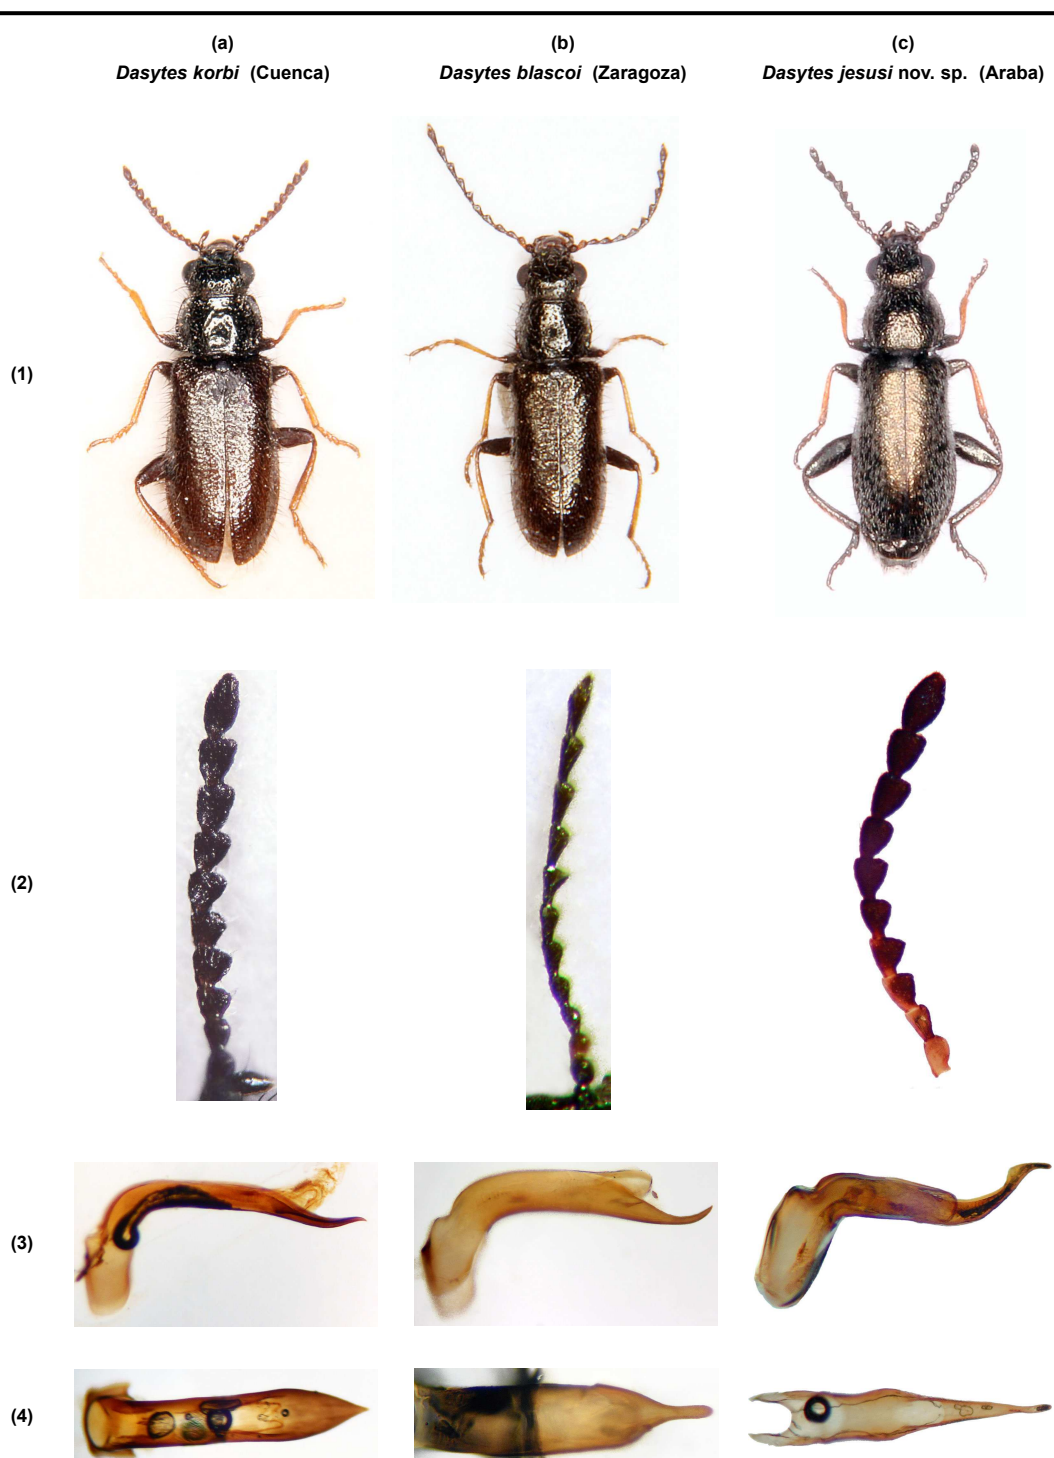 (a) (b) (c)
Dasytes korbi (Cuenca) Dasytes blascoi (Zaragoza) Dasytes jesusi nov. sp. (Araba)
(1)
(2)
(3)
(4)